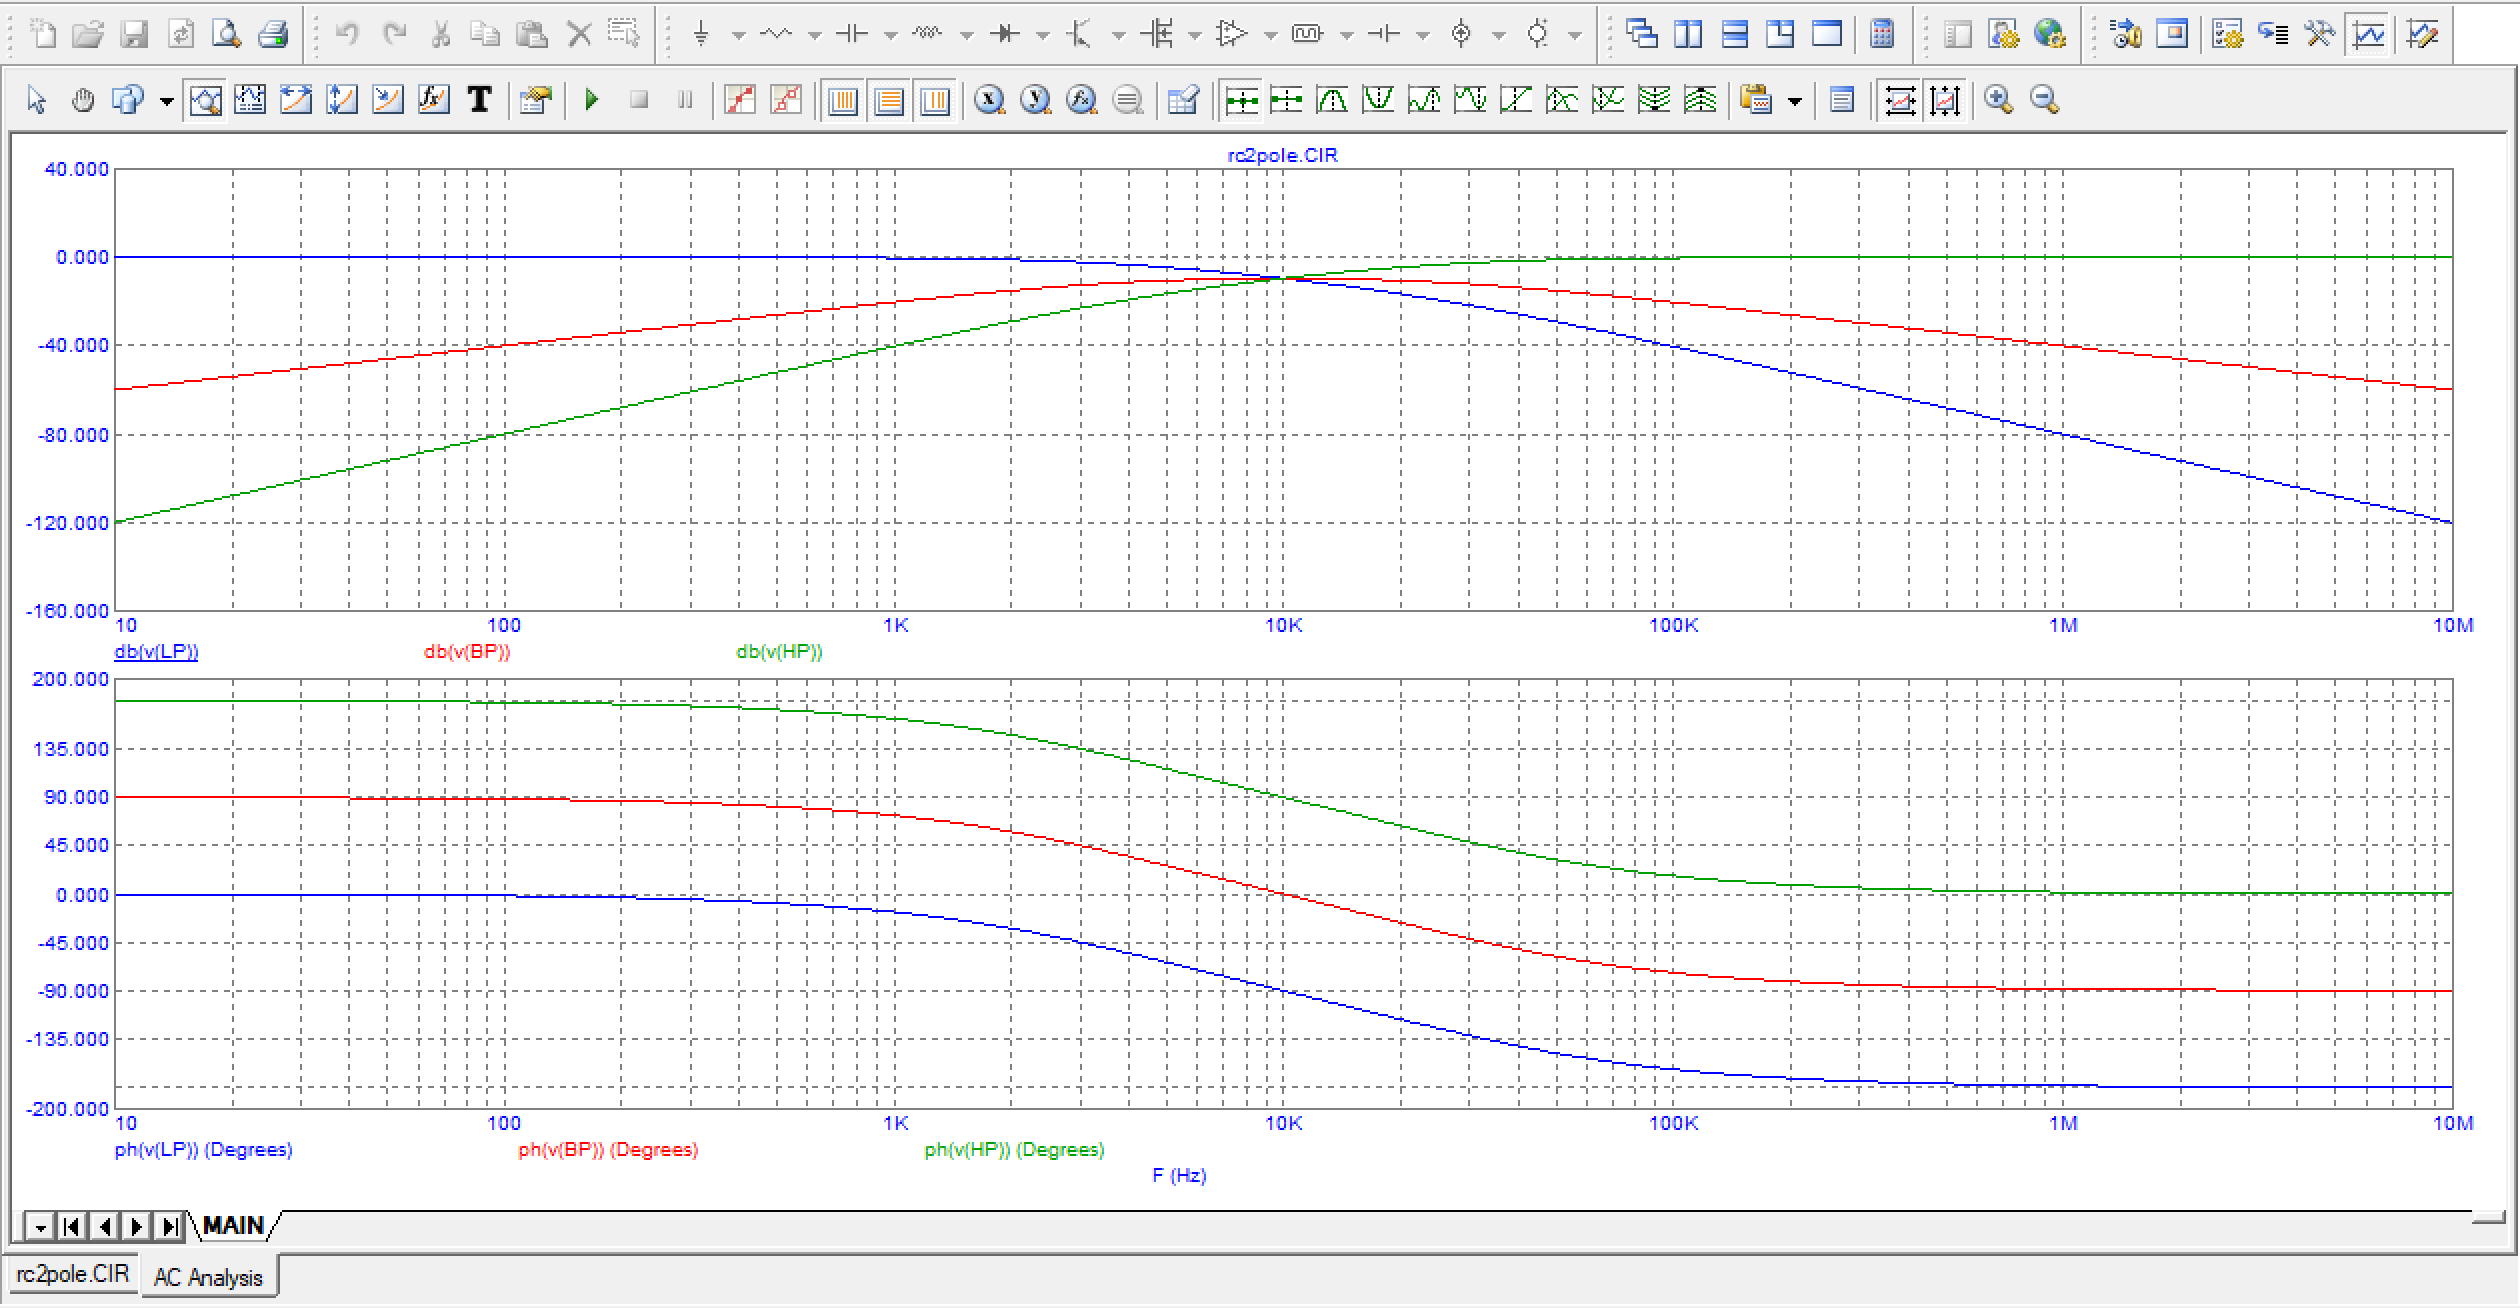 T
rc2pole.CIR
40.000
0.000
-40.000
-80.000
-120.000
-160.000
10 100 1K 10K 100K 1M 10M
db(v(LP)) db(v(BP)) db(v(HP))
200.000
135.000
90.000
45.000
0.000
-45.000
-90.000
-135.000
-200.000
10 100 1K 10K 100K 1M 10M
ph(v(LP)) (Degrees) ph(v(BP)) (Degrees) ph(v(HP)) (Degrees)
F (Hz)
MAIN
rc2pole.CIR AC Analysis